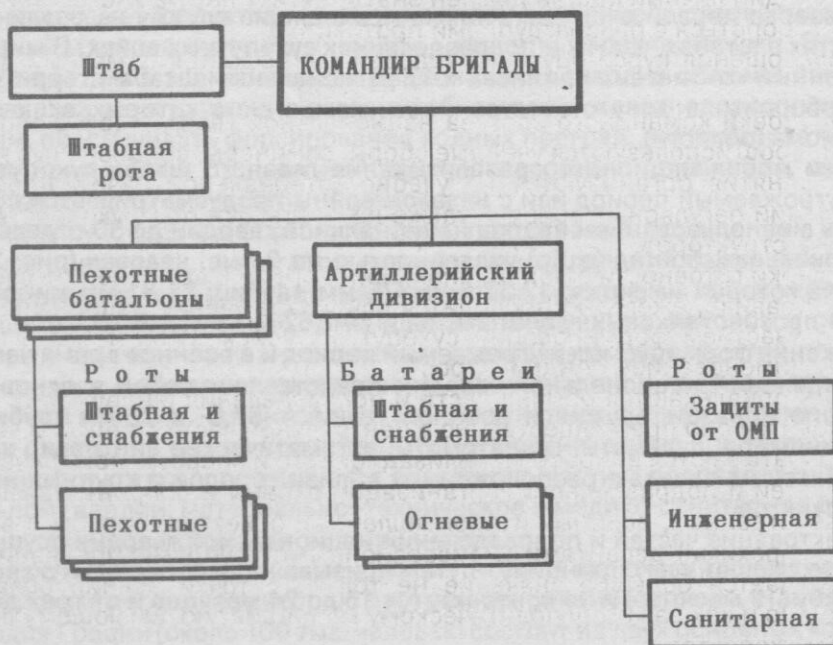 Штаб
КОМАНДИР БРИГАДЫ
Штабная
рота
Пехотные
батальоны
Артиллерийский
дивизион
Роты
Батареи
Роты
Штабная и
снабжения
Штабная и
снабжения
Защиты
от ОМП
Пехотные
Огневые
Инженерная
Санитарная